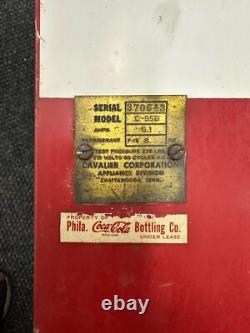 SERIAL 370643
MODEL C-55D
AMPS. 5.1
REFRIGERANT F-12 8 OZ
TEST PRESSURE 235 LBS.
115 VOLTS 60 CYCLES A.C.
CAVALIER CORPORATION
APPLIANCE DIVISION
CHATTANOOGA, TENN.
PROPERTY OF
Phila. Coca-Cola Bottling Co.
UNDER LEASE